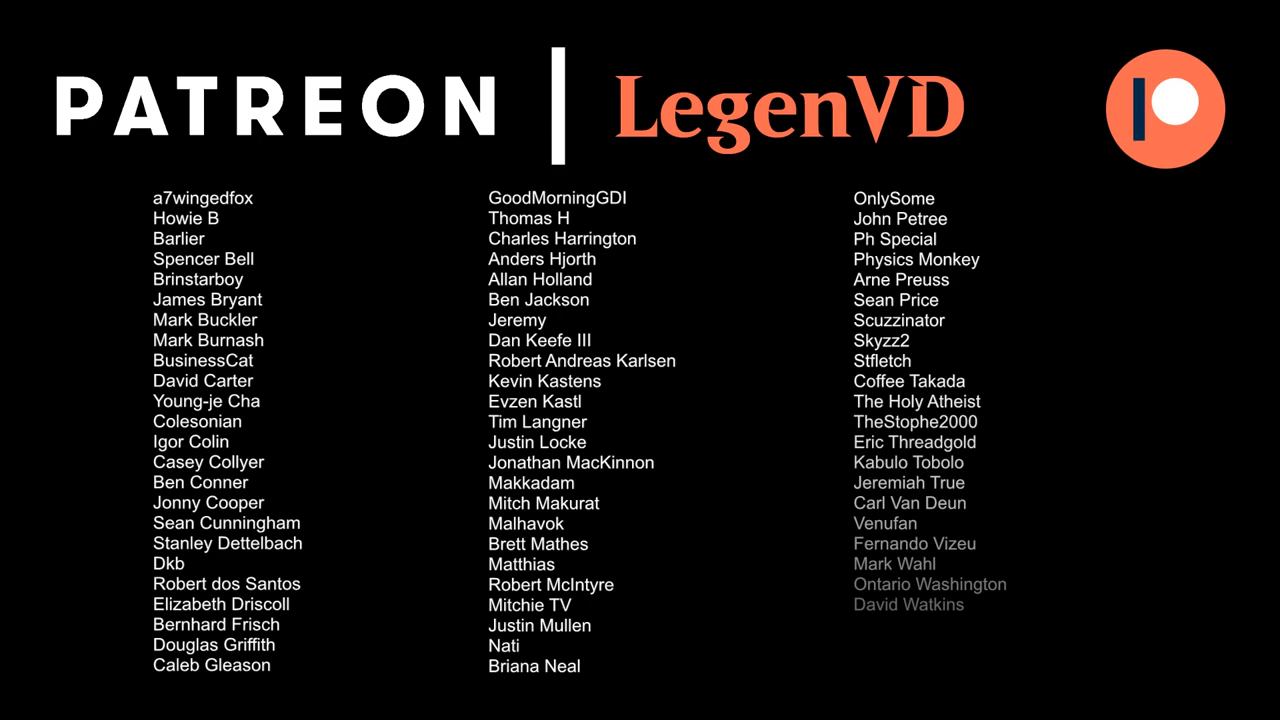 PATREON | LegenVD
a7wingedfox
Howie B
Barlier
Spencer Bell
Brinstarboy
James Bryant
Mark Buckler
Mark Burnash
BusinessCat
David Carter
Young-je Cha
Colesonian
Igor Colin
Casey Collyer
Ben Conner
Jonny Cooper
Sean Cunningham
Stanley Dettelbach
Dkb
Robert dos Santos
Elizabeth Driscoll
Bernhard Frisch
Douglas Griffith
Caleb Gleason
GoodMorningGDI
Thomas H
Charles Harrington
Anders Hjorth
Allan Holland
Ben Jackson
Jeremy
Dan Keefe III
Robert Andreas Karlsen
Kevin Kastens
Evzen Kastl
Tim Langner
Justin Locke
Jonathan MacKinnon
Makkadam
Mitch Makurat
Malhavok
Brett Mathes
Matthias
Robert McIntyre
Mitchie TV
Justin Mullen
Nati
Briana Neal
OnlySome
John Petree
Ph Special
Physics Monkey
Arne Preuss
Sean Price
Scuzzinator
Skyzz2
Stfletch
Coffee Takada
The Holy Atheist
TheStophe2000
Eric Threadgold
Kabulo Tobolo
Jeremiah True
Carl Van Deun
Venufan
Fernando Vizeu
Mark Wahl
Ontario Washington
David Watkins